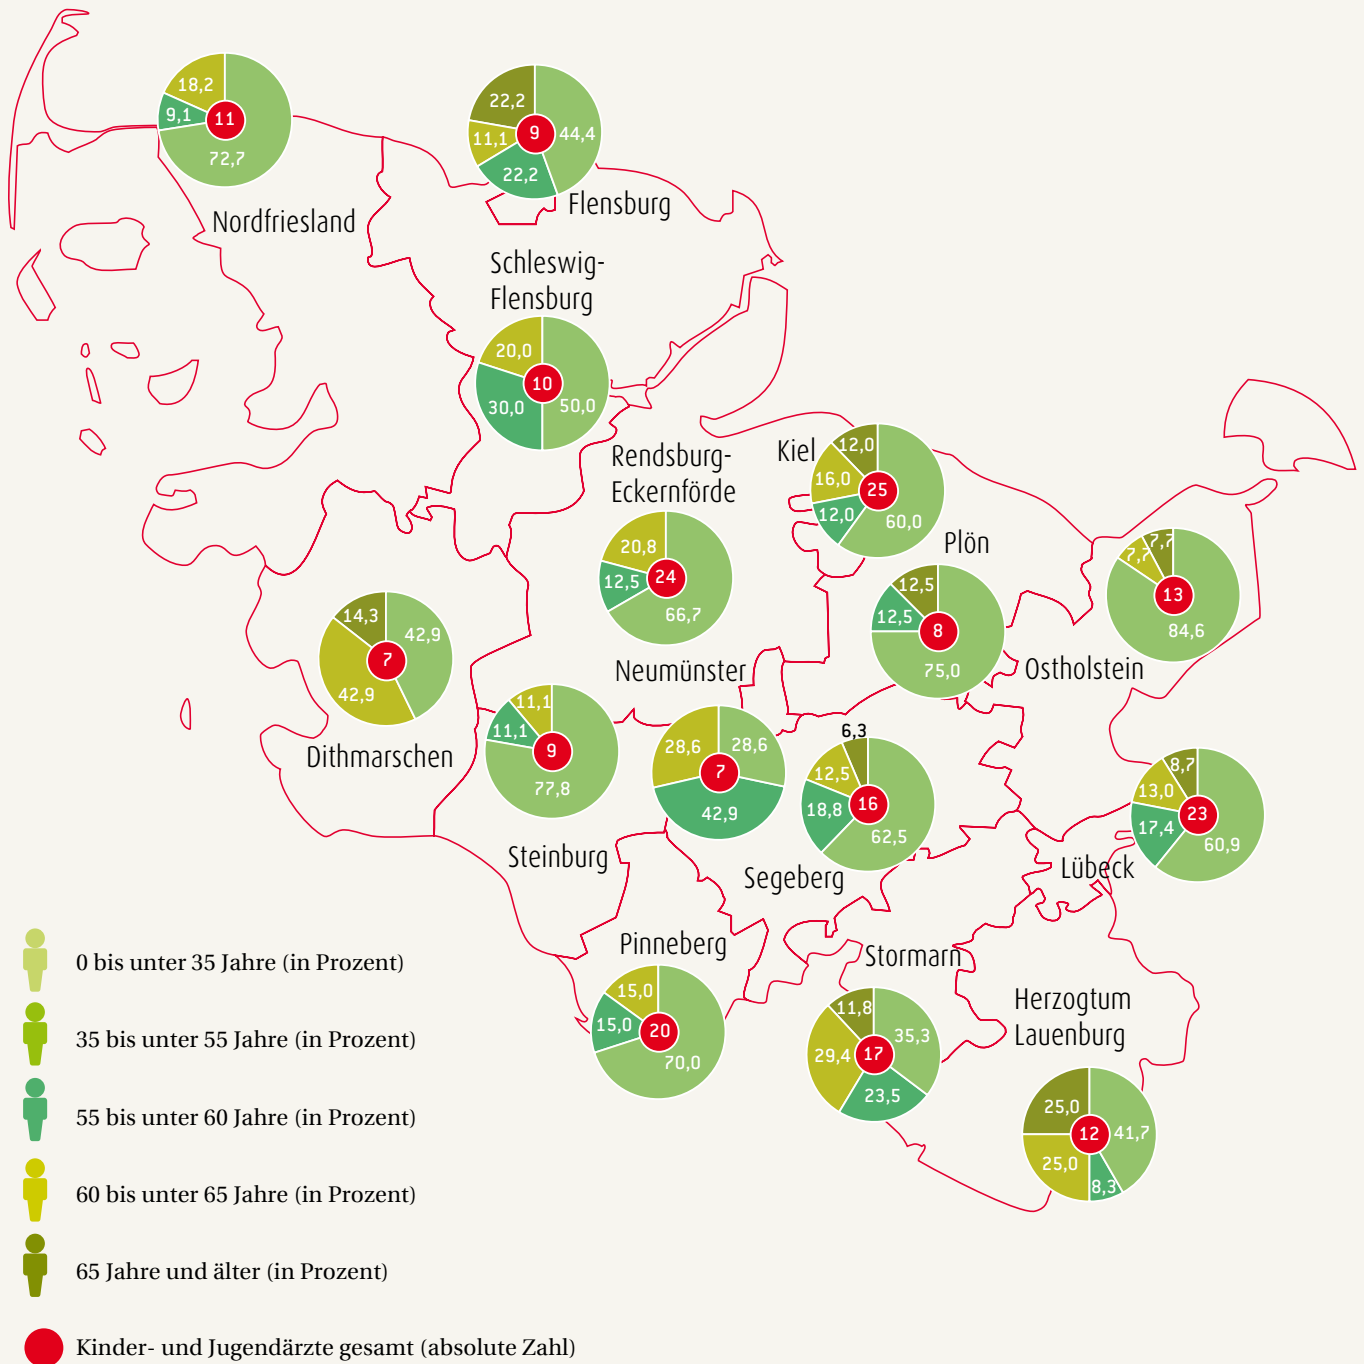 18,2
9,1
11
72,7
Nordfriesland
22,2
11,1
9
44,4
22,2
Flensburg
Schleswig-
Flensburg
20,0
10
30,0
50,0
Rendsburg-
Eckernförde
20,8
12,5
24
66,7
Kiel
12,0
16,0
25
12,0
60,0
Plön
12,5
12,5
8
75,0
7,7
7,7
13
84,6
Ostholstein
14,3
42,9
7
42,9
Dithmarschen
Neumünster
28,6
28,6
7
42,9
11,1
11,1
9
77,8
Steinburg
6,3
12,5
16
18,8
62,5
Segeberg
8,7
13,0
23
17,4
60,9
Lübeck
Pinneberg
15,0
15,0
20
70,0
Stormarn
11,8
35,3
29,4
17
23,5
Herzogtum
Lauenburg
25,0
12
41,7
25,0
8,3
0 bis unter 35 Jahre (in Prozent)
35 bis unter 55 Jahre (in Prozent)
55 bis unter 60 Jahre (in Prozent)
60 bis unter 65 Jahre (in Prozent)
65 Jahre und älter (in Prozent)
Kinder- und Jugendärzte gesamt (absolute Zahl)